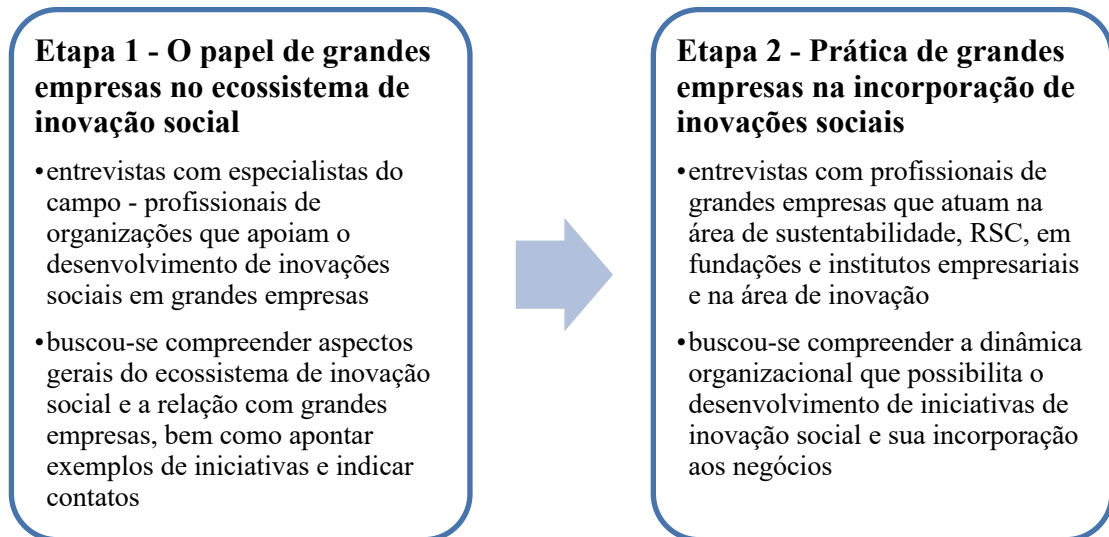 Etapa 1 - O papel de grandes
empresas no ecossistema de
inovação social
•entrevistas com especialistas do
campo - profissionais de
organizações que apoiam o
desenvolvimento de inovações
sociais em grandes empresas
•buscou-se compreender aspectos
gerais do ecossistema de inovação
social e a relação com grandes
empresas, bem como apontar
exemplos de iniciativas e indicar
contatos
Etapa 2 - Prática de grandes
empresas na incorporação de
inovações sociais
•entrevistas com profissionais de
grandes empresas que atuam na
área de sustentabilidade, RSC, em
fundações e institutos empresariais
e na área de inovação
•buscou-se compreender a dinâmica
organizacional que possibilita o
desenvolvimento de iniciativas de
inovação social e sua incorporação
aos negócios